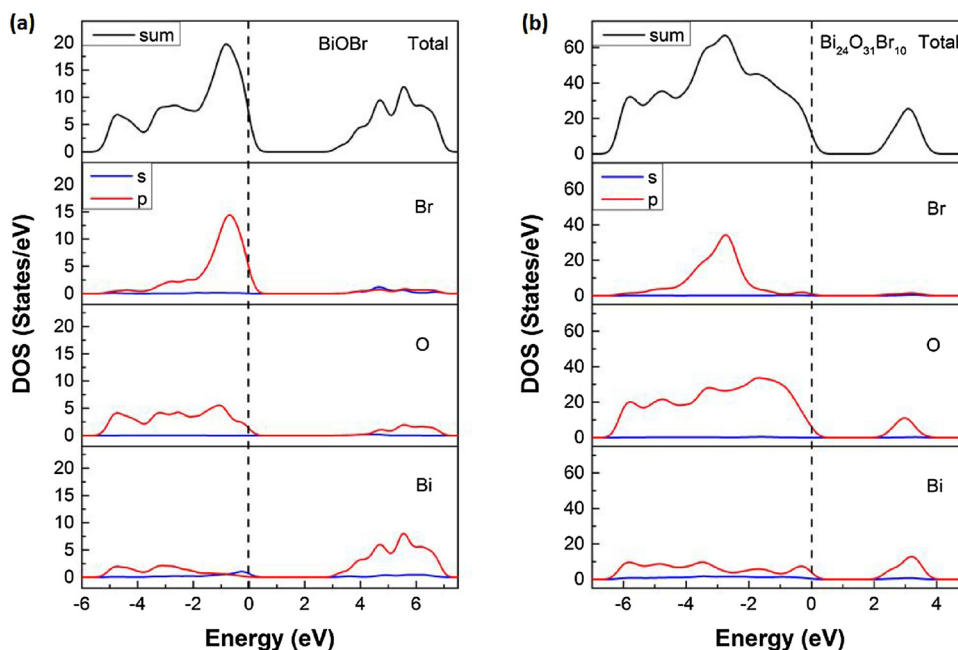 (a)
sum
BiOBr Total
20
15
10
5
0
s
p
Br
20
15
10
5
0
O
20
15
10
5
0
Bi
20
15
10
5
0
-6 -4 -2 0 2 4 6
DOS (States/eV)
Energy (eV)
(b)
sum
Bi₂₄O₃₁Br₁₀ Total
60
40
20
0
s
p
Br
60
40
20
0
O
60
40
20
0
Bi
60
40
20
0
-6 -4 -2 0 2 4
DOS (States/eV)
Energy (eV)